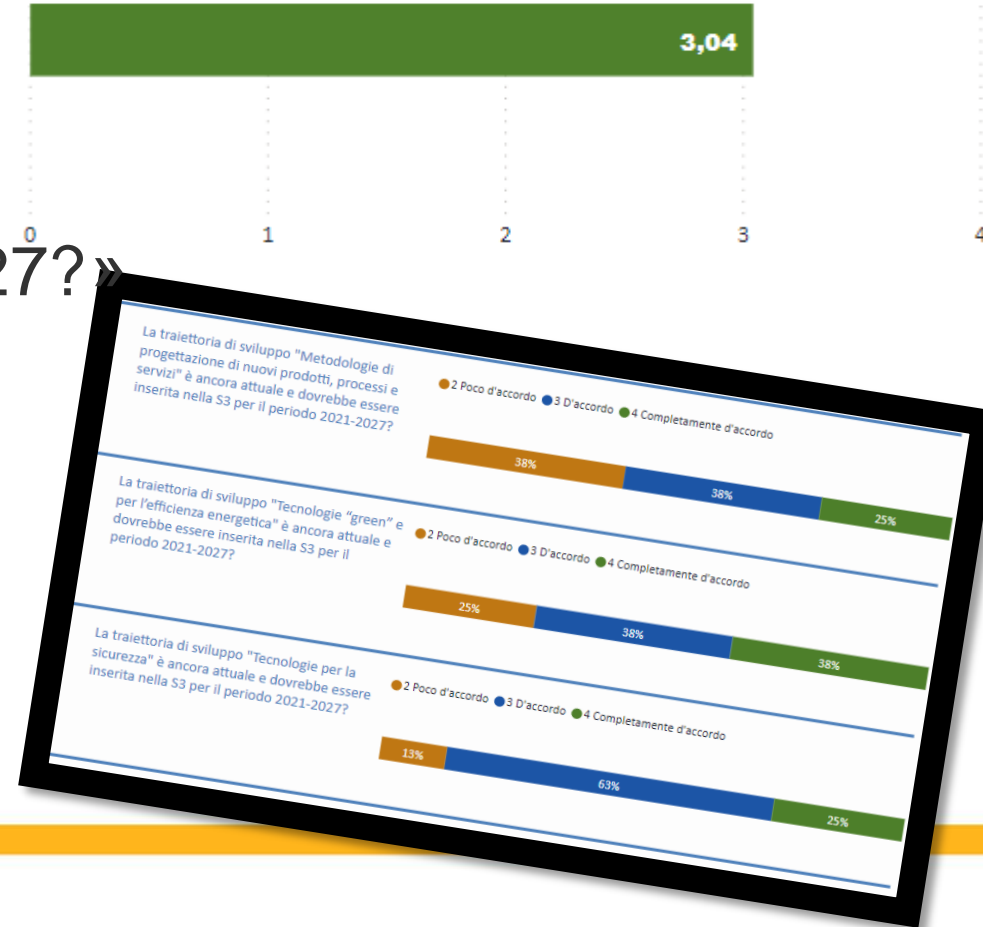 3,04
0 1 2 3 4
27?»
La traiettoria di sviluppo "Metodologie di
progettazione di nuovi prodotti, processi e
servizi" è ancora attuale e dovrebbe essere
inserita nella S3 per il periodo 2021-2027?
2 Poco d'accordo 3 D'accordo 4 Completamente d'accordo
38% 38% 25%
La traiettoria di sviluppo "Tecnologie “green” e
per l’efficienza energetica" è ancora attuale e
dovrebbe essere inserita nella S3 per il
periodo 2021-2027?
2 Poco d'accordo 3 D'accordo 4 Completamente d'accordo
25% 38% 38%
La traiettoria di sviluppo "Tecnologie per la
sicurezza" è ancora attuale e dovrebbe essere
inserita nella S3 per il periodo 2021-2027?
2 Poco d'accordo 3 D'accordo 4 Completamente d'accordo
13% 63% 25%